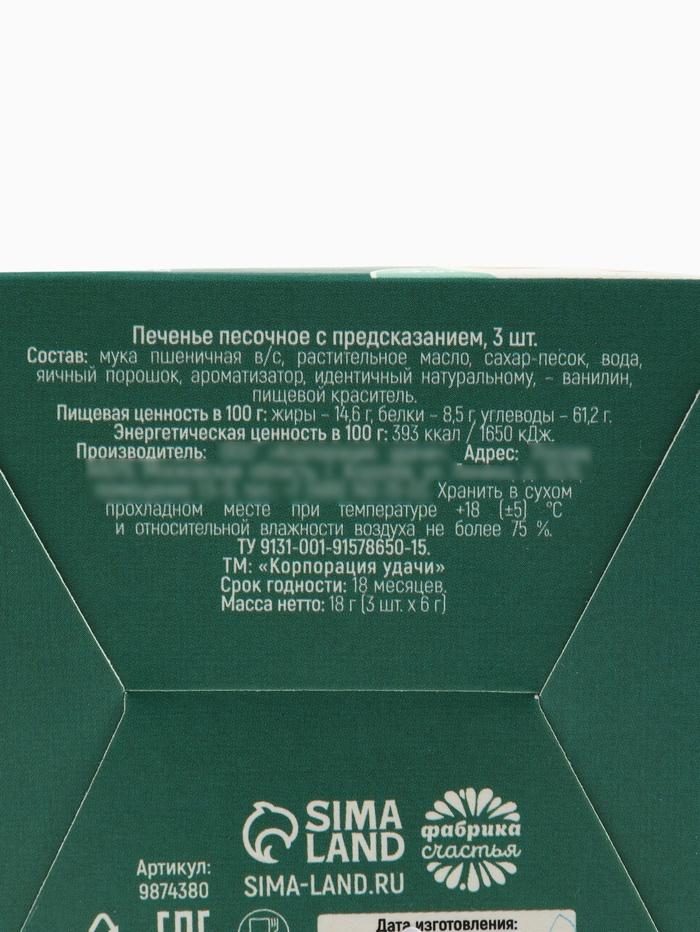 Печенье песочное с предсказанием, 3 шт.
Состав: мука пшеничная в/с, растительное масло, сахар-песок, вода,
яичный порошок, ароматизатор, идентичный натуральному, – ванилин,
пищевой краситель.
Пищевая ценность в 100 г: жиры – 14,6 г, белки – 8,5 г, углеводы – 61,2 г.
Энергетическая ценность в 100 г: 393 ккал / 1650 кДж.
Производитель: Адрес:
Хранить в сухом
прохладном месте при температуре +18 (±5) °С
и относительной влажности воздуха не более 75 %.
ТУ 9131-001-91578650-15.
ТМ: «Корпорация удачи»
Срок годности: 18 месяцев.
Масса нетто: 18 г (3 шт. х 6 г)
SIMA
LAND
SIMA-LAND.RU
фабрика
счастья
Артикул:
9874380
Дата изготовления: